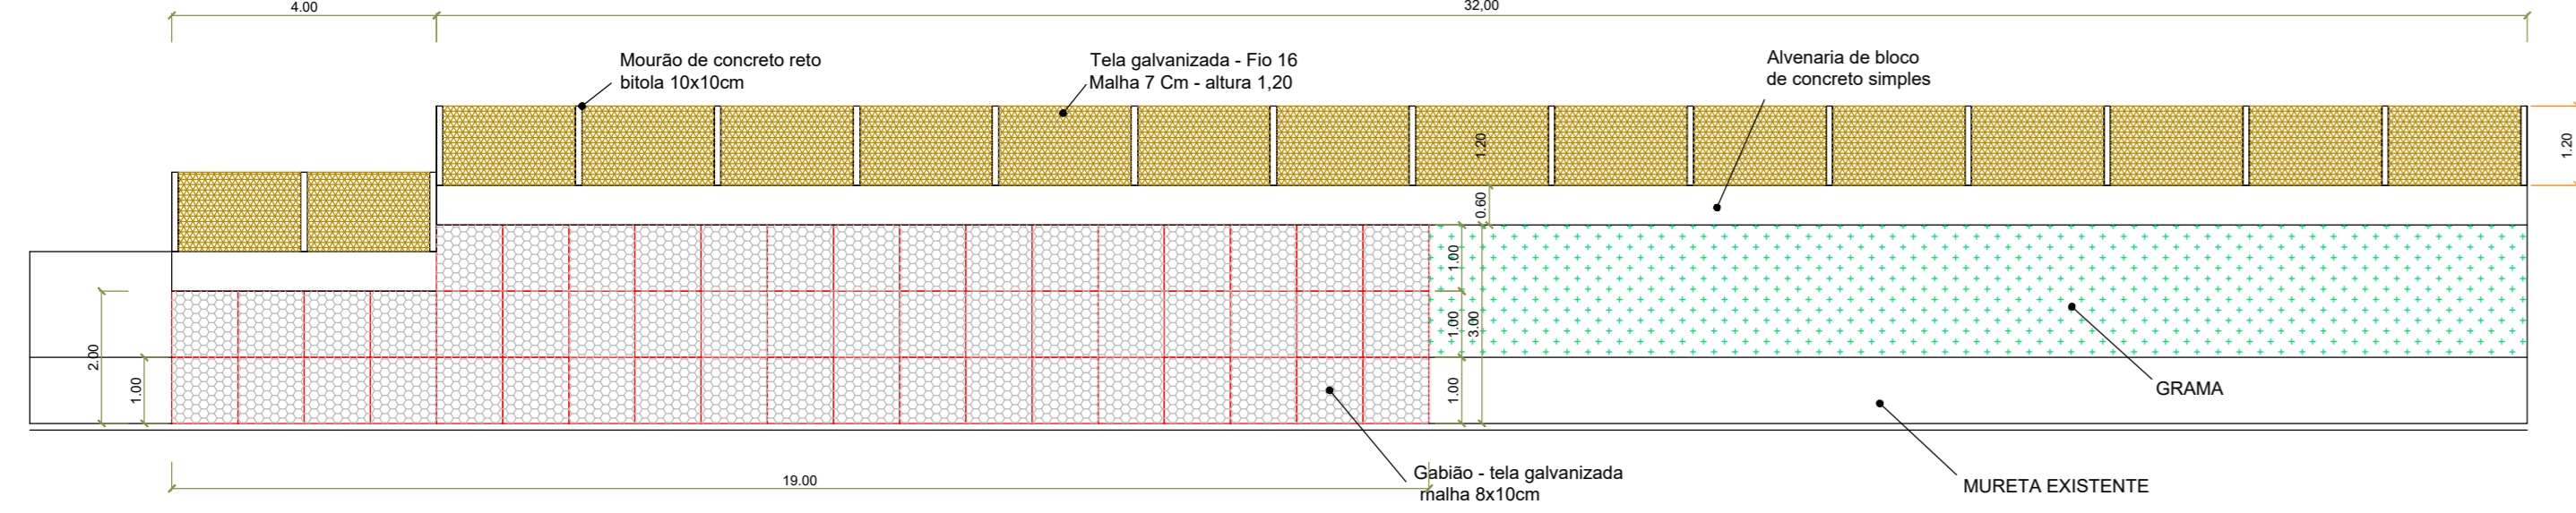 4.00
32,00
Mourão de concreto reto
bitola 10x10cm
Tela galvanizada - Fio 16
Malha 7 Cm - altura 1,20
Alvenaria de bloco
de concreto simples
1.20
1.20
0.60
1.00
1.00
3.00
2.00
1.00
1.00
GRAMA
19.00
Gabião - tela galvanizada
malha 8x10cm
MURETA EXISTENTE